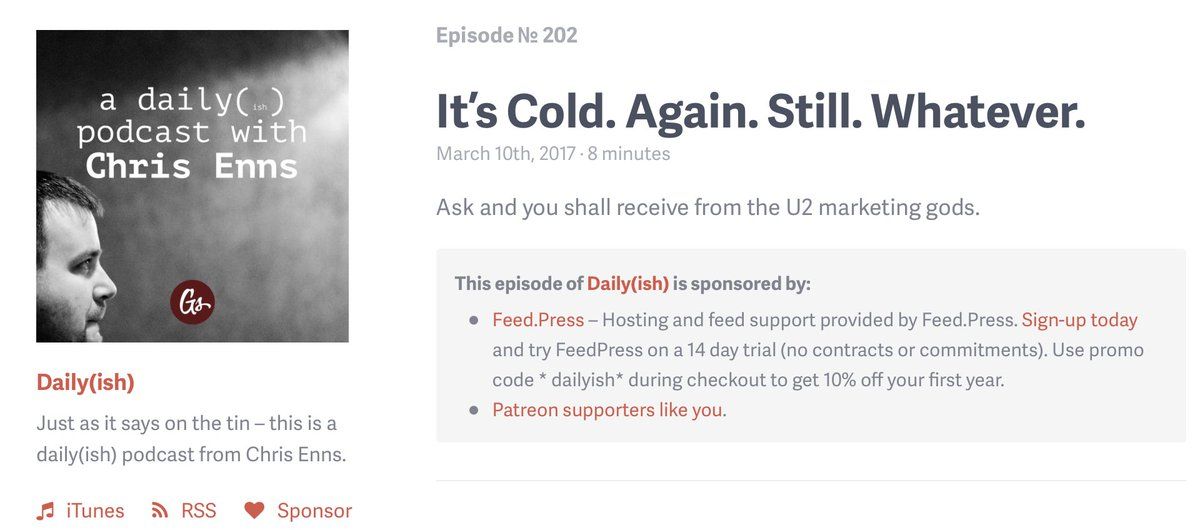 a daily(ish)
podcast with
Chris Enns
Gs
Daily(ish)
Just as it says on the tin – this is a
daily(ish) podcast from Chris Enns.
iTunes RSS Sponsor
Episode № 202
It’s Cold. Again. Still. Whatever.
March 10th, 2017 · 8 minutes
Ask and you shall receive from the U2 marketing gods.
This episode of Daily(ish) is sponsored by:
● Feed.Press – Hosting and feed support provided by Feed.Press. Sign-up today
and try FeedPress on a 14 day trial (no contracts or commitments). Use promo
code * dailyish* during checkout to get 10% off your first year.
● Patreon supporters like you.